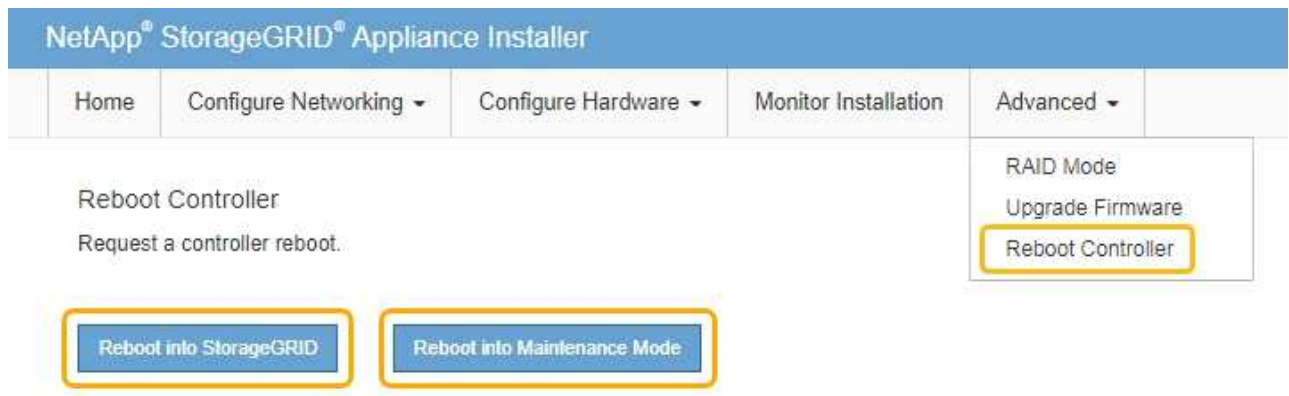 NetApp® StorageGRID® Appliance Installer
Home Configure Networking Configure Hardware Monitor Installation Advanced
RAID Mode
Upgrade Firmware
Reboot Controller
Reboot Controller
Request a controller reboot.
Reboot into StorageGRID Reboot into Maintenance Mode